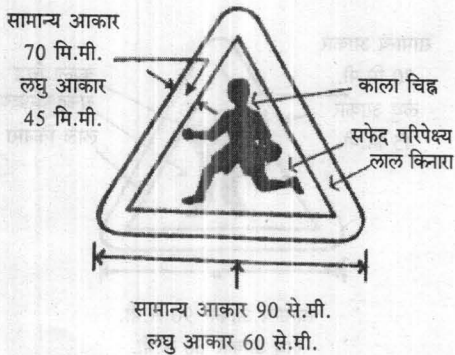 सामान्य आकार
70 मि.मी.
लघु आकार
45 मि.मी.
काला चिह्न
सफेद परिपेक्ष्य
लाल किनारा
सामान्य आकार 90 से.मी.
लघु आकार 60 से.मी.